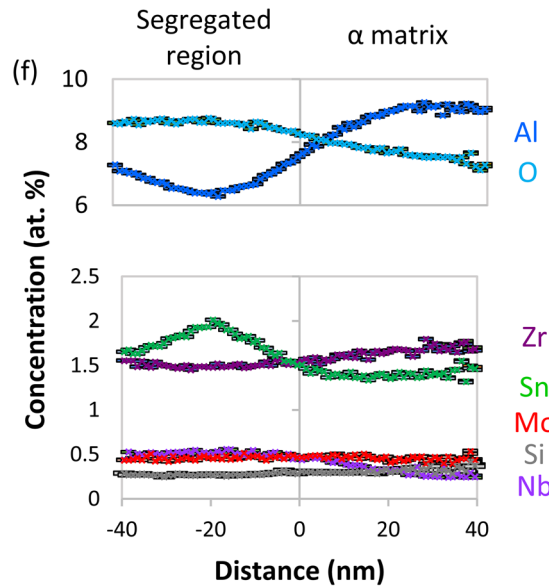 Segregated
region
α matrix
(f)
10
8
6
Al
O
Concentration (at. %)
2.5
2
1.5
1
0.5
0
Zr
Sn
Mo
Si
Nb
-40
-20
0
20
40
Distance (nm)